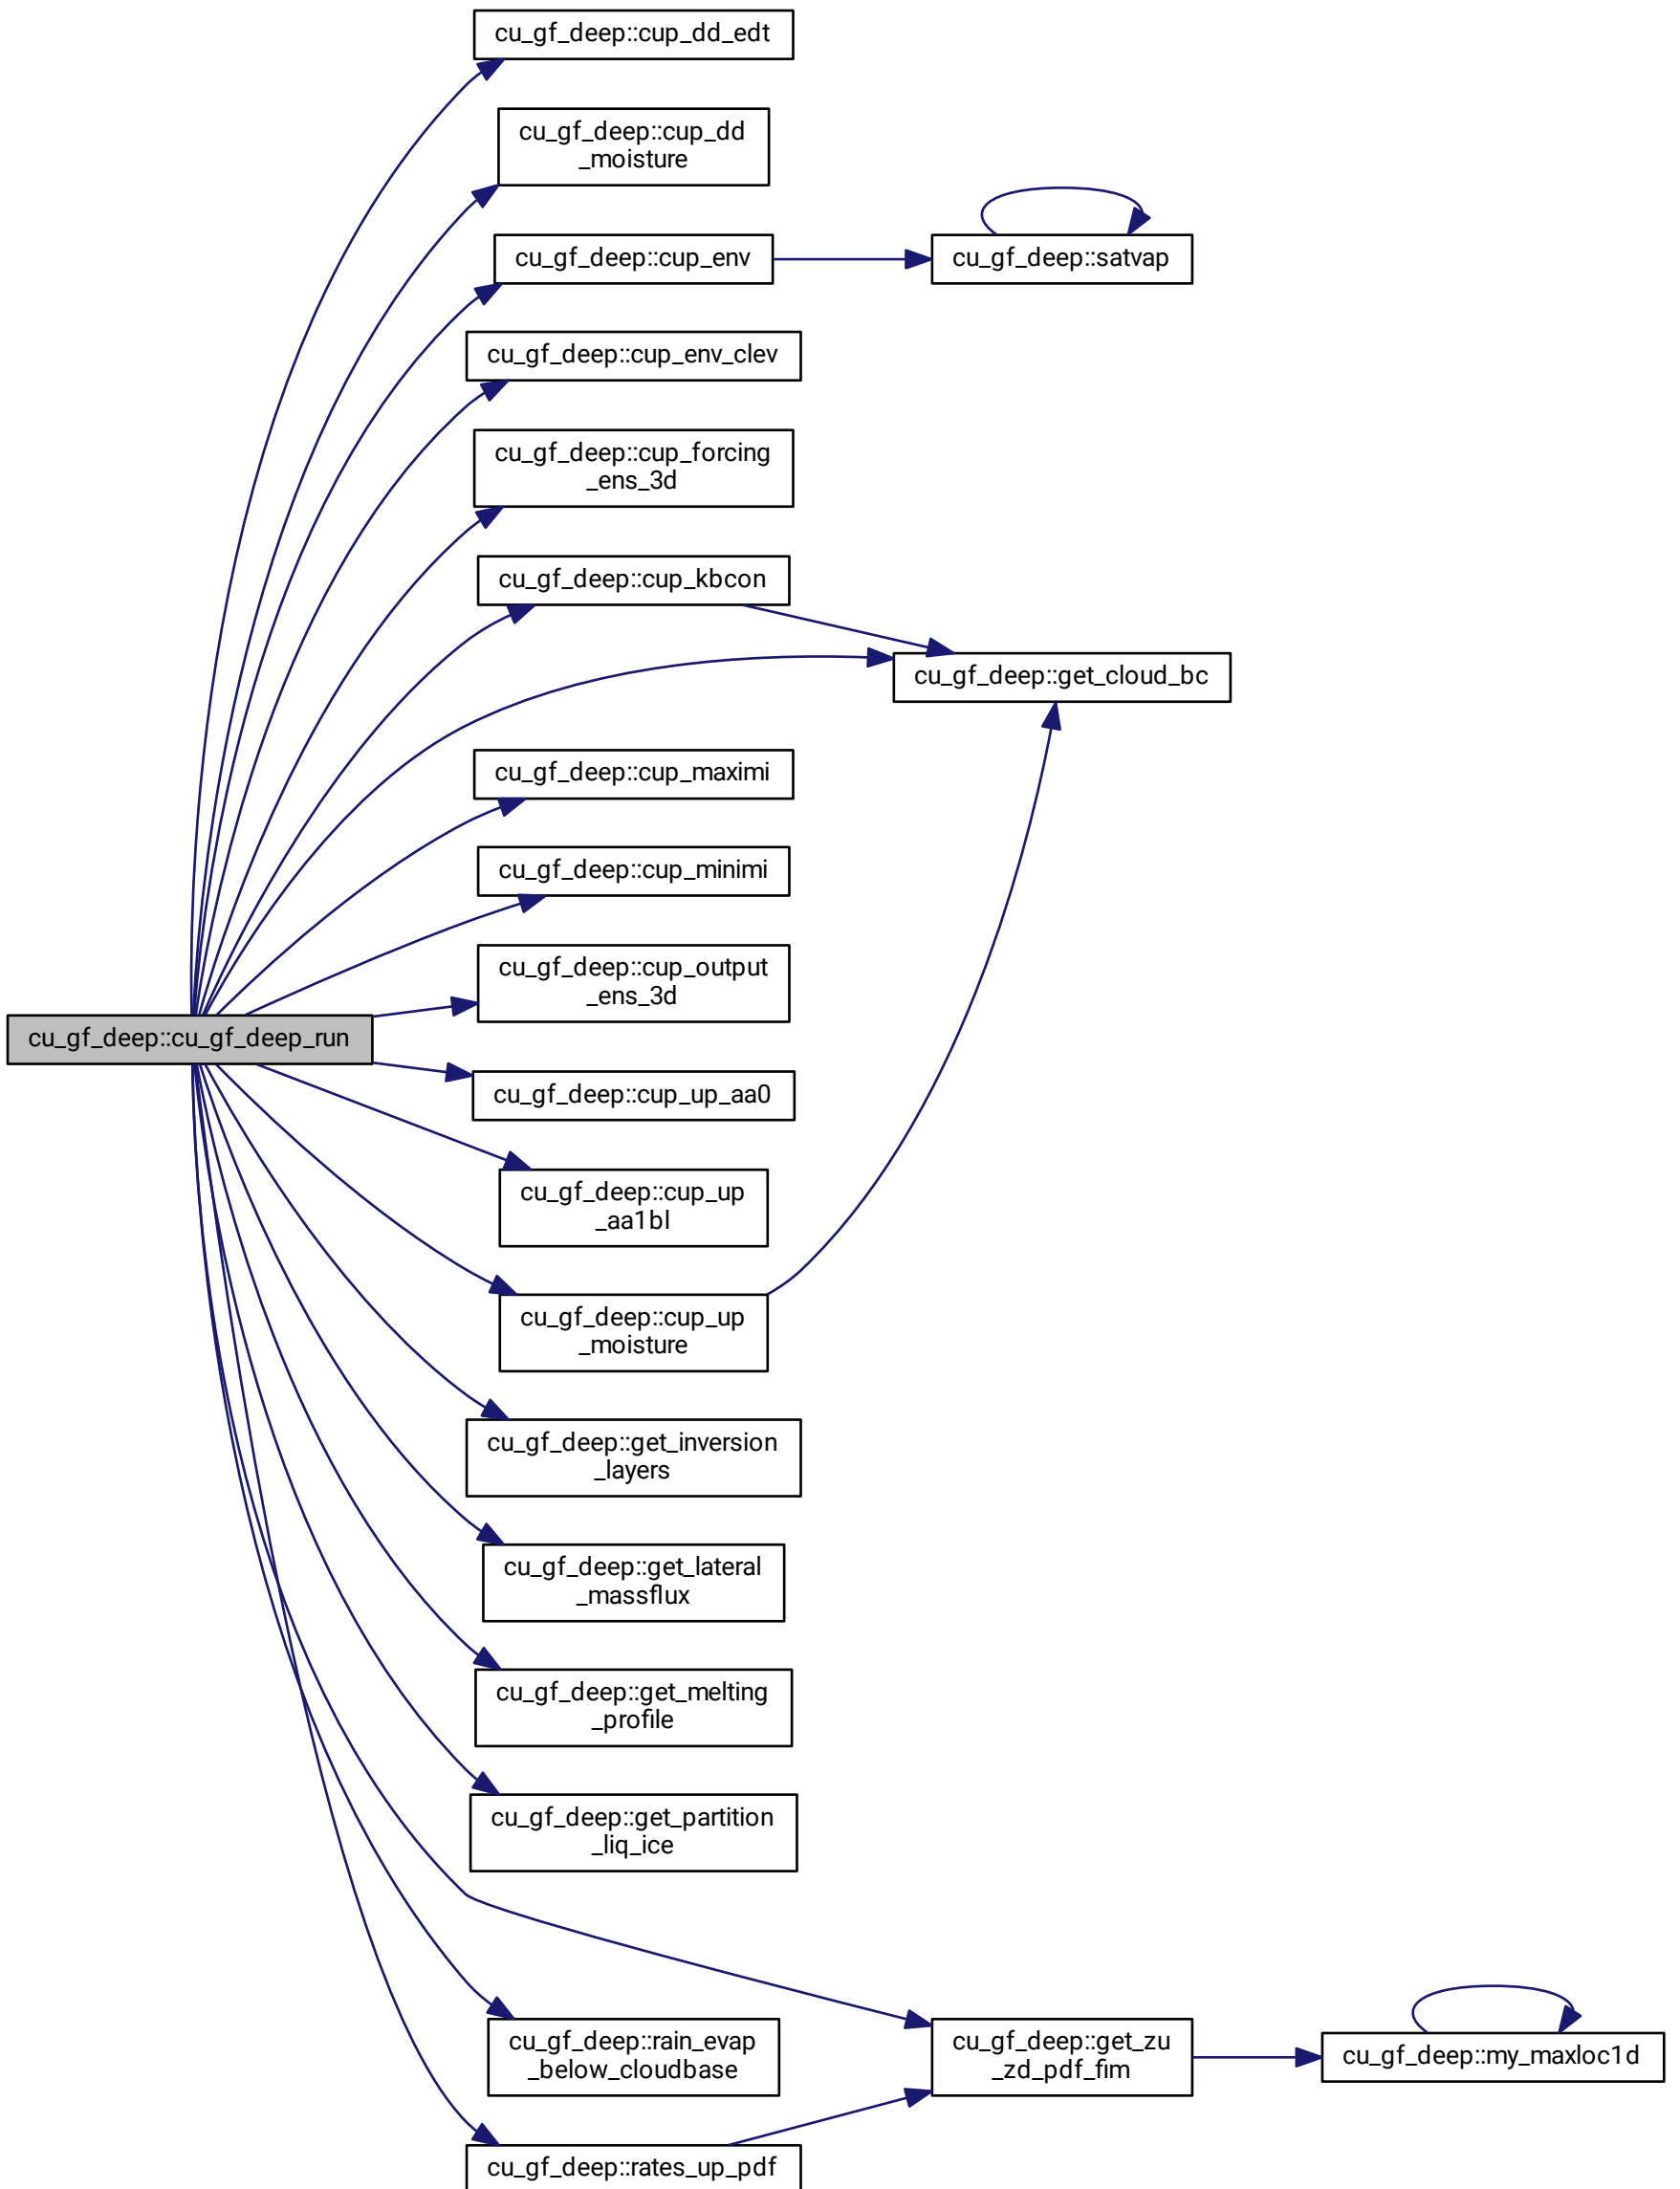 cu_gf_deep::cup_dd_edt
cu_gf_deep::cup_dd
_moisture
cu_gf_deep::cup_env
cu_gf_deep::satvap
cu_gf_deep::cup_env_clev
cu_gf_deep::cup_forcing
_ens_3d
cu_gf_deep::cup_kbcon
cu_gf_deep::get_cloud_bc
cu_gf_deep::cup_maximi
cu_gf_deep::cup_minimi
cu_gf_deep::cup_output
_ens_3d
cu_gf_deep::cu_gf_deep_run
cu_gf_deep::cup_up_aa0
cu_gf_deep::cup_up
_aa1bl
cu_gf_deep::cup_up
_moisture
cu_gf_deep::get_inversion
_layers
cu_gf_deep::get_lateral
_massflux
cu_gf_deep::get_melting
_profile
cu_gf_deep::get_partition
_liq_ice
cu_gf_deep::rain_evap
_below_cloudbase
cu_gf_deep::get_zu
_zd_pdf_fim
cu_gf_deep::my_maxloc1d
cu_gf_deep::rates_up_pdf